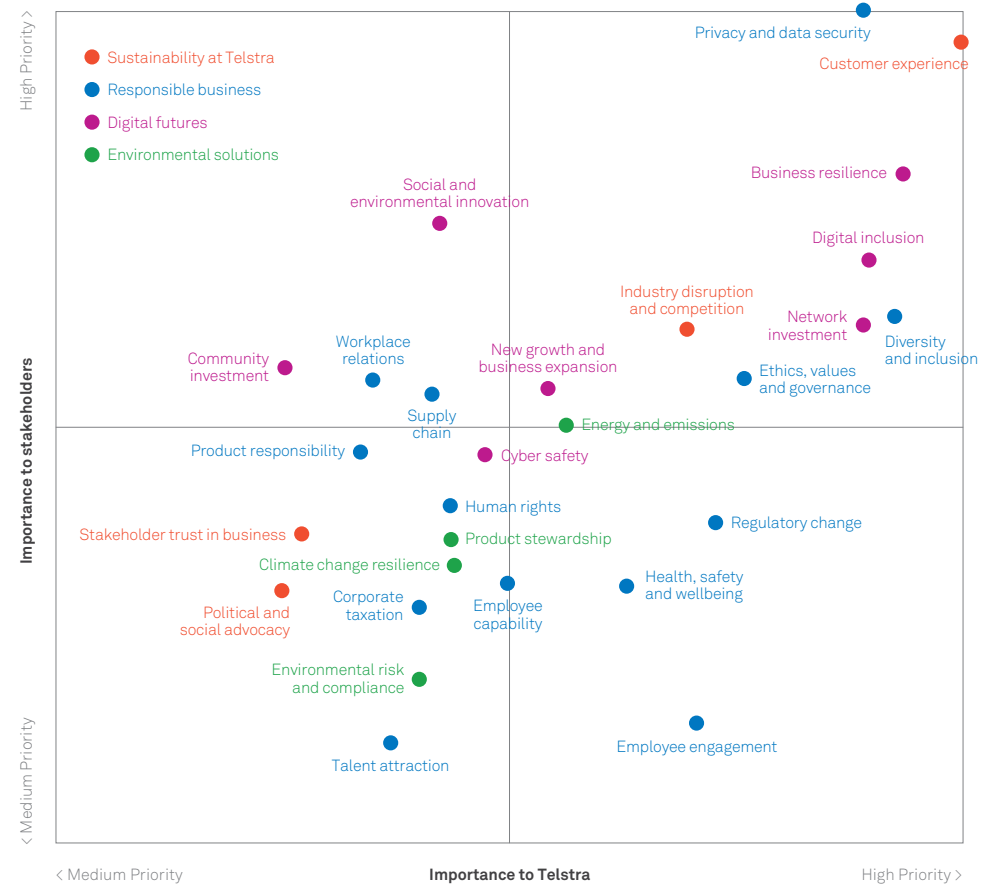 High Priority >
Privacy and data security
Sustainability at Telstra
Customer experience
Responsible business
Digital futures
Environmental solutions
Business resilience
Social and
environmental innovation
Digital inclusion
Industry disruption
and competition
Network
investment
Diversity
and inclusion
Workplace
relations
New growth and
business expansion
Community
investment
Ethics, values
and governance
Supply
chain
Energy and emissions
Importance to stakeholders
Product responsibility
Cyber safety
Human rights
Regulatory change
Stakeholder trust in business
Product stewardship
Climate change resilience
Health, safety
and wellbeing
Corporate
taxation
Employee
capability
Political and
social advocacy
Environmental risk
and compliance
Employee engagement
Talent attraction
< Medium Priority
< Medium Priority
Importance to Telstra
High Priority >